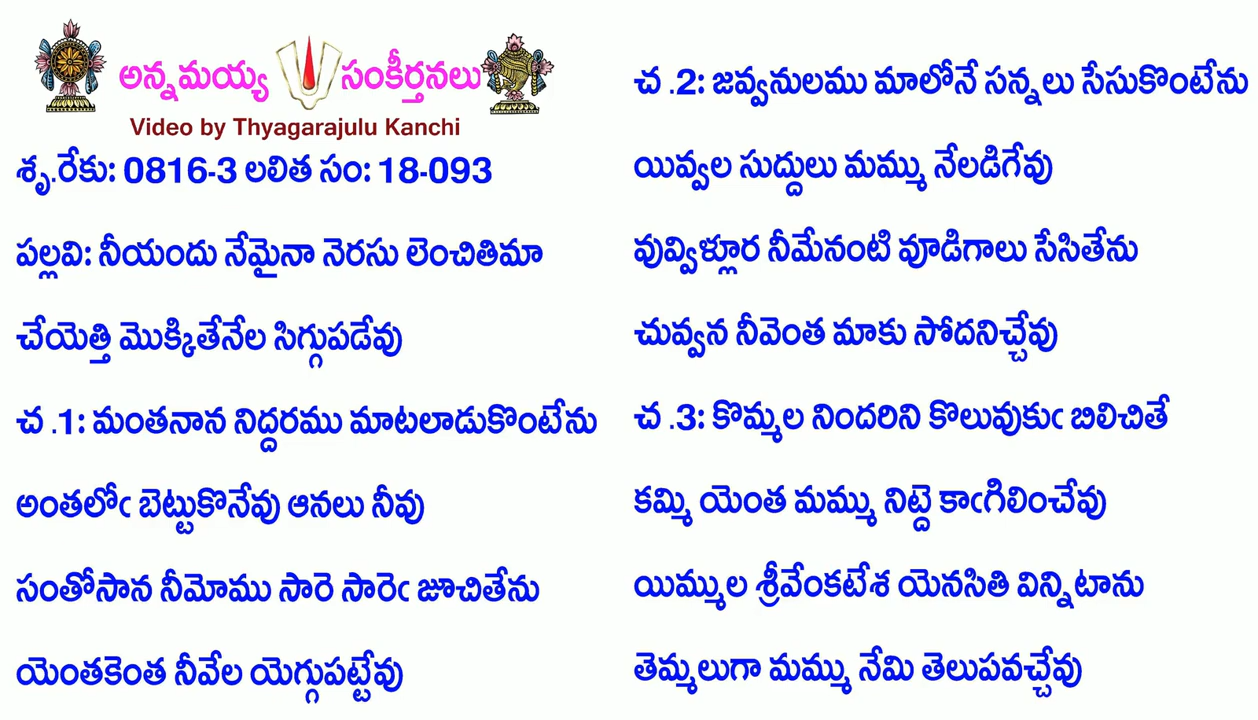 అన్నమయ్య సంకీర్తనలు
Video by Thyagarajulu Kanchi
శృ.రేకు: 0816-3 లలిత సం: 18-093
పల్లవి: నీయందు నేమైనా నెరసు లెంచితిమా
చేయెత్తి మొక్కితేనేల సిగ్గుపడేవు
చ .1: మంతనాన నిద్దరము మాటలాడుకొంటేను
అంతలోఁ బెట్టుకొనేవు ఆనలు నీవు
సంతోసాన నీమోము సారె సారెఁ జూచితేను
యెంతకెంత నీవేల యెగ్గుపట్టేవు
చ .2: జవ్వనులము మాలోనే సన్నలు సేసుకొంటేను
యివ్వల సుద్దులు మమ్ము నేలడిగేవు
వువ్విళ్లూర నీమేనంటి వూడిగాలు సేసితేను
చువ్వన నీవెంత మాకు సోదనిచ్చేవు
చ .3: కొమ్మల నిందరిని కొలువుకుఁ బిలిచితే
కమ్మి యెంత మమ్ము నిట్దె కాఁగిలించేవు
యిమ్ముల శ్రీవేంకటేశ యెనసితి విన్నిటాను
తెమ్మలుగా మమ్ము నేమి తెలుపవచ్చేవు